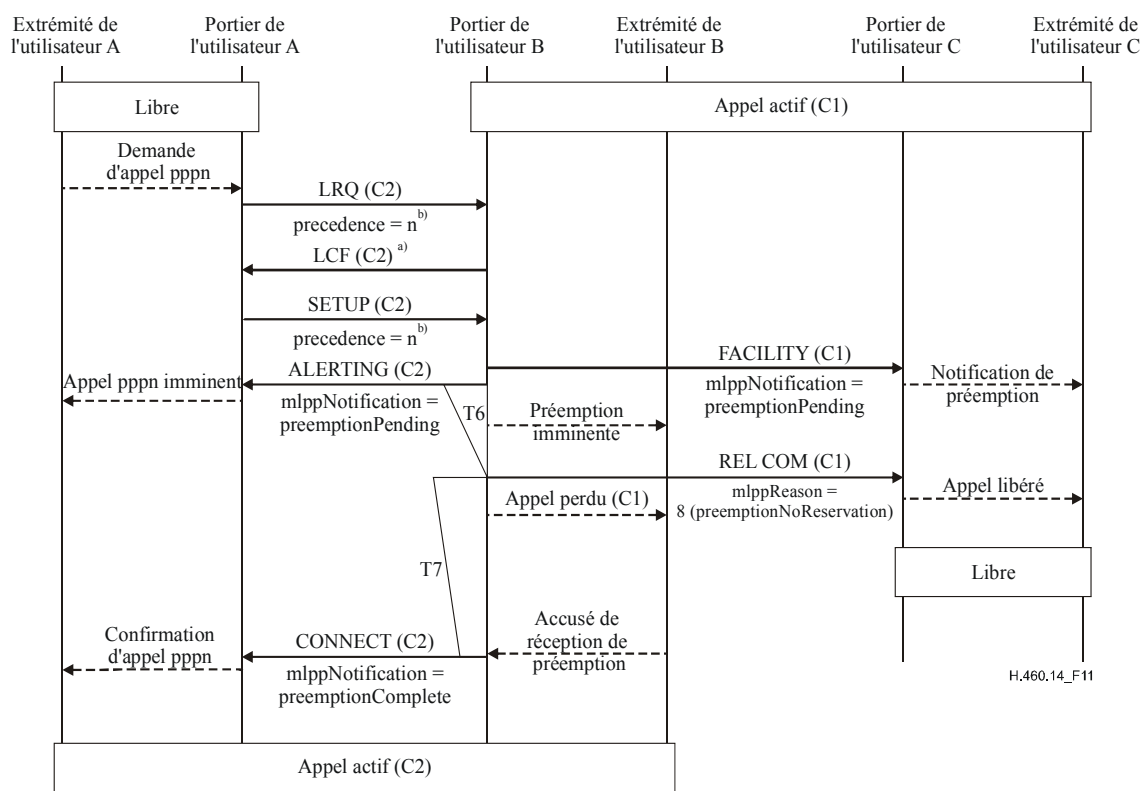 Extrémité de
l'utilisateur A
Portier de
l'utilisateur A
Portier de
l'utilisateur B
Extrémité de
l'utilisateur B
Portier de
l'utilisateur C
Extrémité de
l'utilisateur C
Libre
Appel actif (C1)
Demande
d'appel pppn
LRQ (C2)
precedence = n b)
LCF (C2) a)
SETUP (C2)
precedence = n b)
FACILITY (C1)
Appel pppn imminent
ALERTING (C2)
mlppNotification =
preemptionPending
mlppNotification =
preemptionPending
Notification de
préemption
T6
Préemption
imminente
REL COM (C1)
Appel perdu (C1)
mlppReason =
8 (preemptionNoReservation)
Appel libéré
T7
Libre
Confirmation
d'appel pppn
CONNECT (C2)
mlppNotification =
preemptionComplete
Accusé de
réception de
préemption
H.460.14_F11
Appel actif (C2)